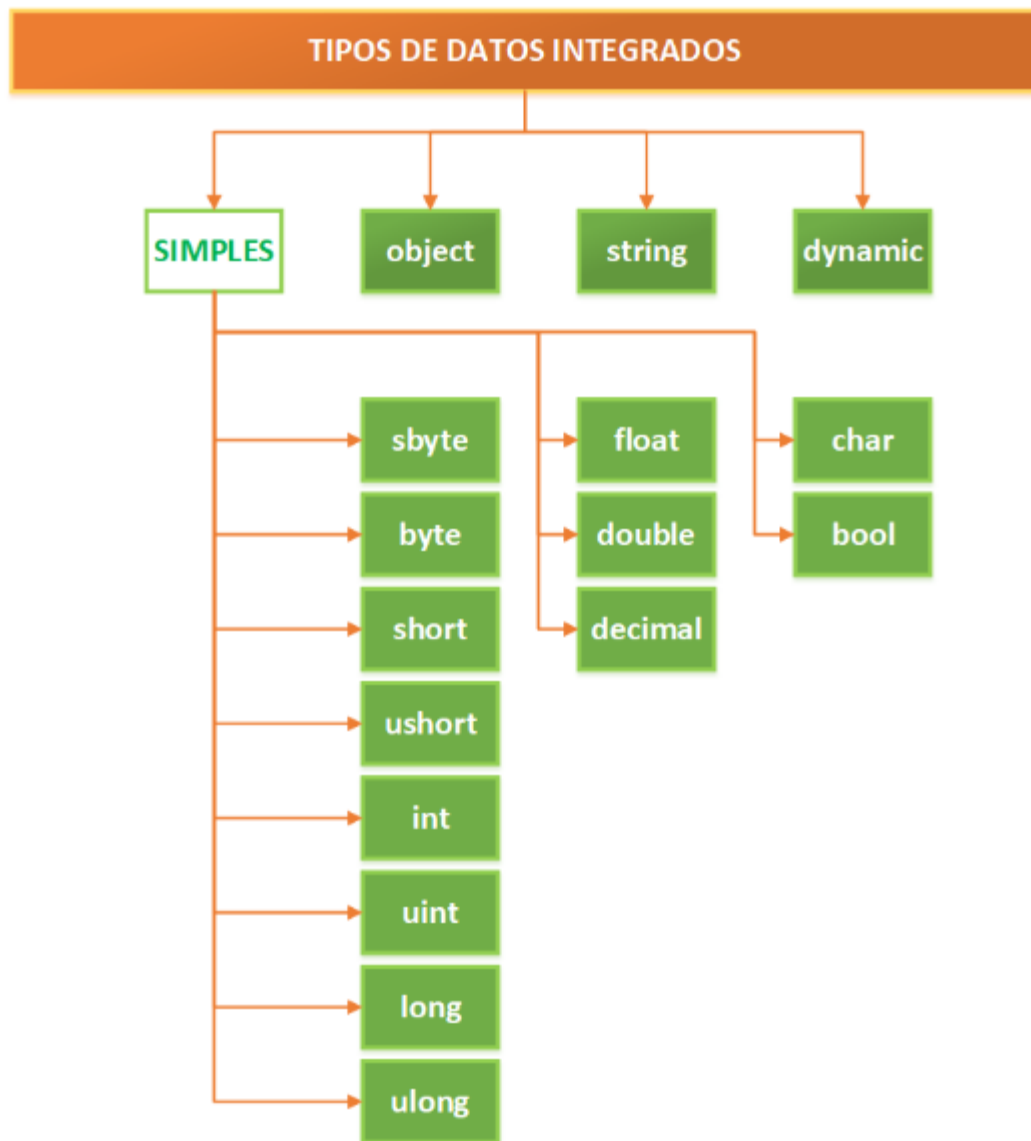 TIPOS DE DATOS INTEGRADOS
SIMPLES
object
string
dynamic
sbyte
float
char
byte
double
bool
short
decimal
ushort
int
uint
long
ulong